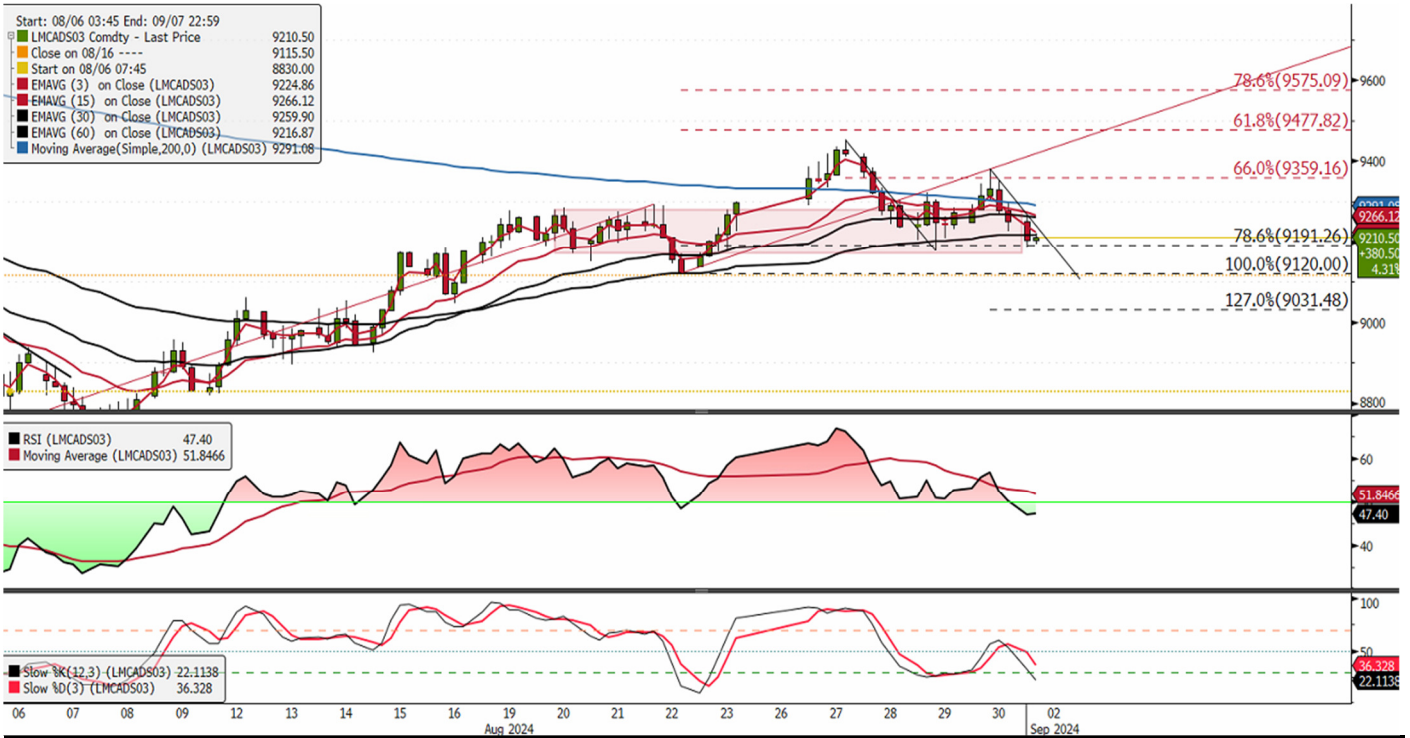 Start: 08/06 03:45 End: 09/07 22:59
LMCADS03 Comdty - Last Price 9210.50
Close on 08/16 ---- 9115.50
Start on 08/06 07:45 8830.00
EMAVG (3) on Close (LMCADS03) 9224.86
EMAVG (15) on Close (LMCADS03) 9266.12
EMAVG (30) on Close (LMCADS03) 9259.90
EMAVG (60) on Close (LMCADS03) 9216.87
Moving Average(Simple,200,0) (LMCADS03) 9291.08
78.6%(9575.09)
61.8%(9477.82)
66.0%(9359.16)
78.6%(9191.26)
100.0%(9120.00)
127.0%(9031.48)
9600
9400
9291.08
9266.12
9210.50
+380.50
4.31%
9000
8800
RSI (LMCADS03) 47.40
Moving Average (LMCADS03) 51.8466
60
51.8466
47.40
40
Slow %K(12,3) (LMCADS03) 22.1138
Slow %D(3) (LMCADS03) 36.328
100
50
36.328
22.1138
06 07 08 09 12 13 14 15 16 19 20 21 22 23 26 27 28 29 30 02
Aug 2024 Sep 2024